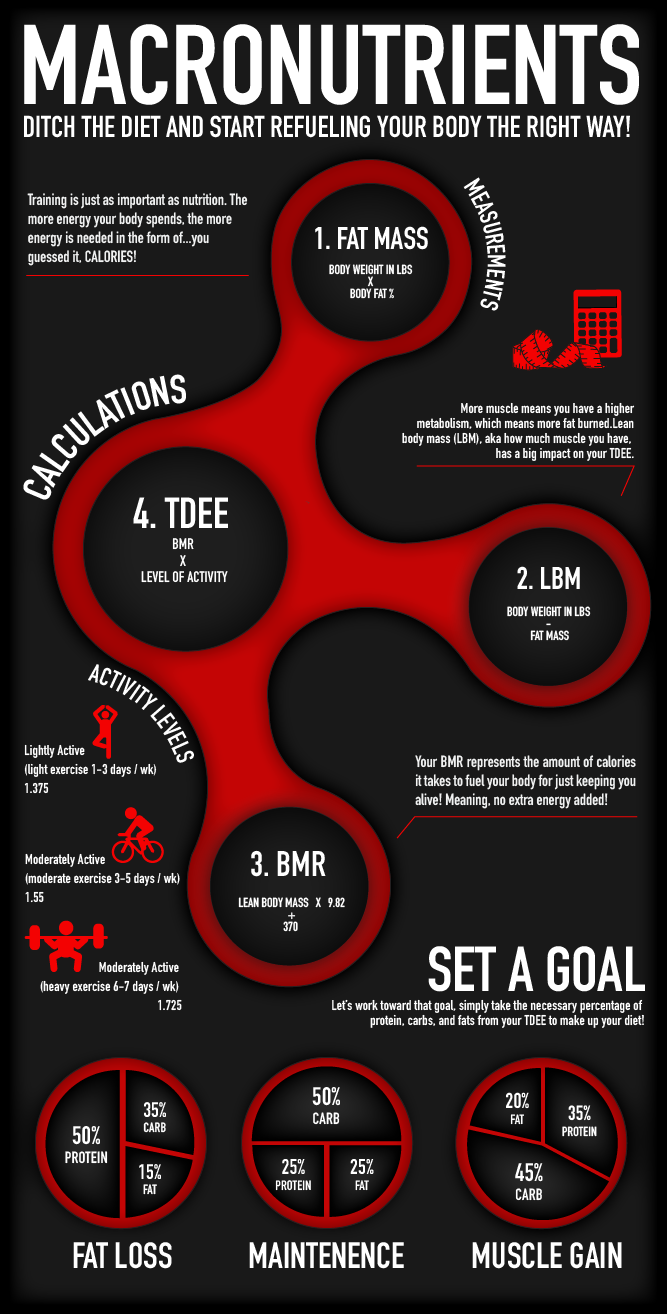 MACRONUTRIENTS
DITCH THE DIET AND START REFUELING YOUR BODY THE RIGHT WAY!
Training is just as important as nutrition. The
more energy your body spends, the more
energy is needed in the form of...you
guessed it, CALORIES!
1. FAT MASS
BODY WEIGHT IN LBS
X
BODY FAT %
MEASUREMENTS
More muscle means you have a higher
metabolism, which means more fat burned.Lean
body mass (LBM), aka how much muscle you have,
has a big impact on your TDEE.
CALCULATIONS
4. TDEE
BMR
X
LEVEL OF ACTIVITY
2. LBM
BODY WEIGHT IN LBS
-
FAT MASS
ACTIVITY LEVELS
Lightly Active
(light exercise 1-3 days / wk)
1.375
Your BMR represents the amount of calories
it takes to fuel your body for just keeping you
alive! Meaning, no extra energy added!
Moderately Active
(moderate exercise 3-5 days / wk)
1.55
3. BMR
LEAN BODY MASS X 9.82
+
370
Moderately Active
(heavy exercise 6-7 days / wk)
1.725
SET A GOAL
Let's work toward that goal, simply take the necessary percentage of
protein, carbs, and fats from your TDEE to make up your diet!
50%
PROTEIN
35%
CARB
15%
FAT
FAT LOSS
50%
CARB
25%
PROTEIN
25%
FAT
MAINTENENCE
20%
FAT
35%
PROTEIN
45%
CARB
MUSCLE GAIN